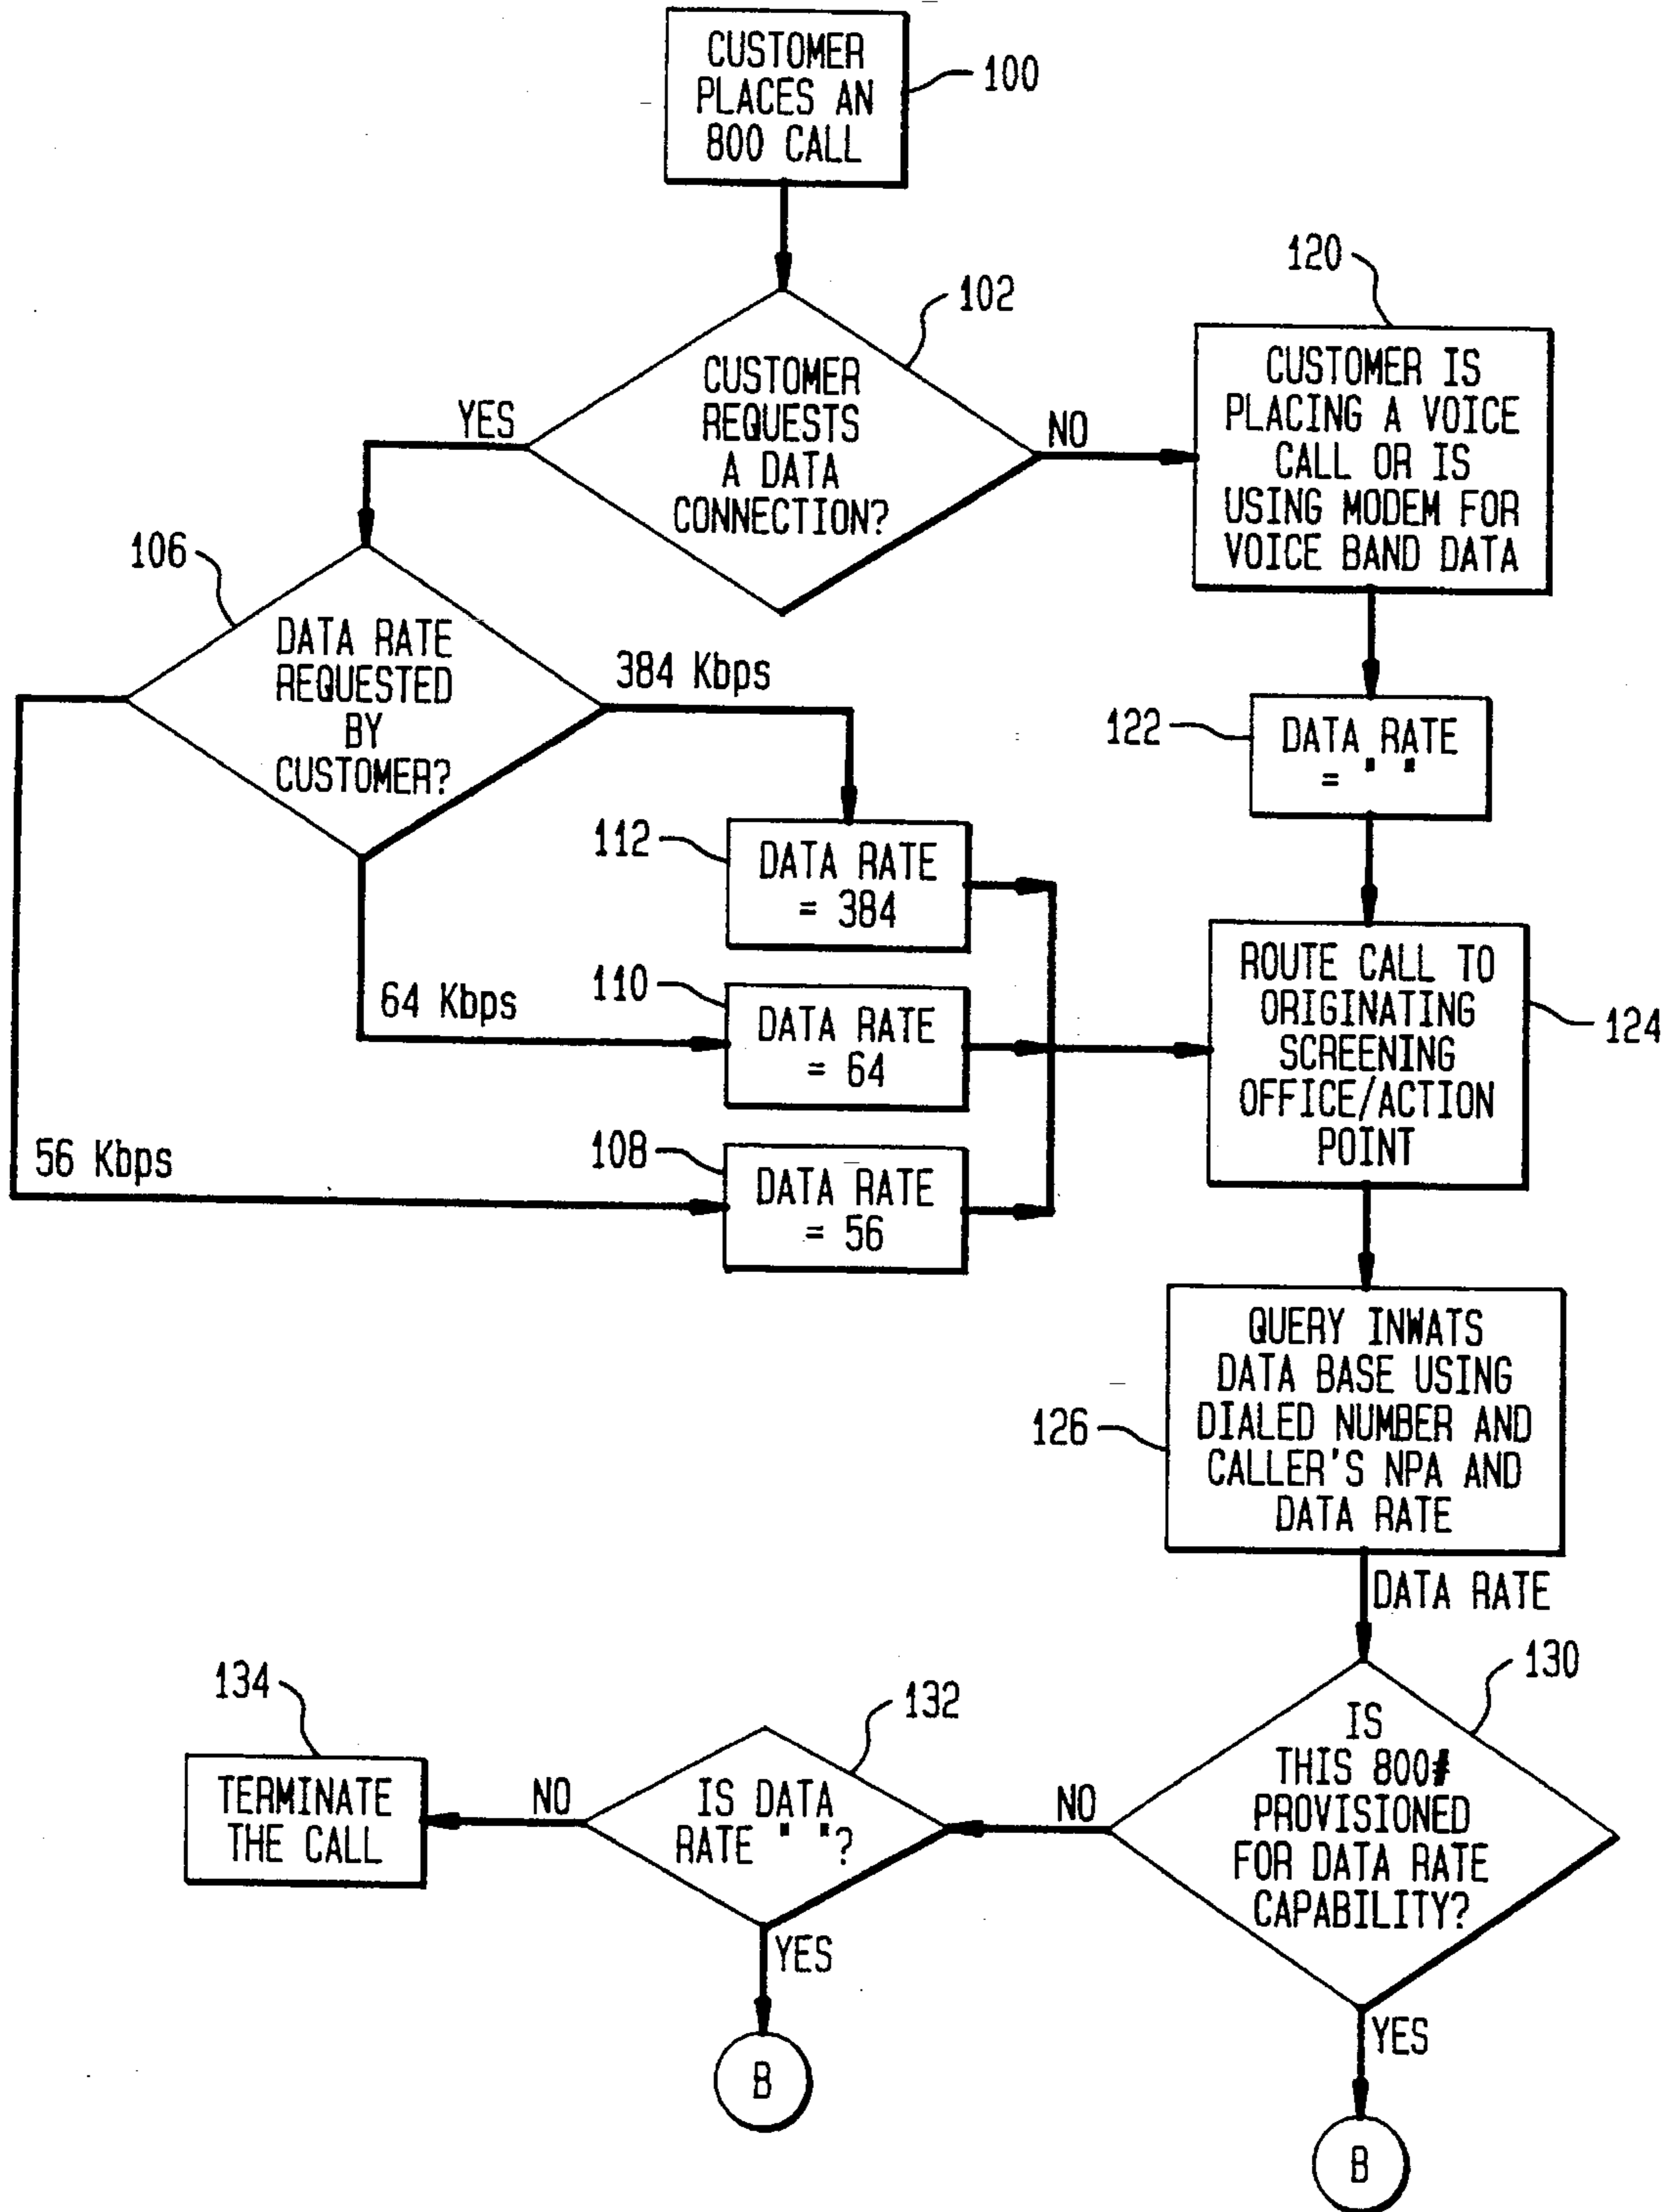 CUSTOMER
PLACES AN
800 CALL
100
102
CUSTOMER
REQUESTS
A DATA
CONNECTION?
YES
NO
120
CUSTOMER IS
PLACING A VOICE
CALL OR IS
USING MODEM FOR
VOICE BAND DATA
106
DATA RATE
REQUESTED
BY
CUSTOMER?
384 Kbps
122
DATA RATE
= " "
112
DATA RATE
= 384
64 Kbps
110
DATA RATE
= 64
56 Kbps
108
DATA RATE
= 56
ROUTE CALL TO
ORIGINATING
SCREENING
OFFICE/ACTION
POINT
124
126
QUERY INWATS
DATA BASE USING
DIALED NUMBER AND
CALLER'S NPA AND
DATA RATE
DATA RATE
130
IS
THIS 800#
PROVISIONED
FOR DATA RATE
CAPABILITY?
NO
132
IS DATA
RATE " "?
NO
134
TERMINATE
THE CALL
YES
B
YES
B